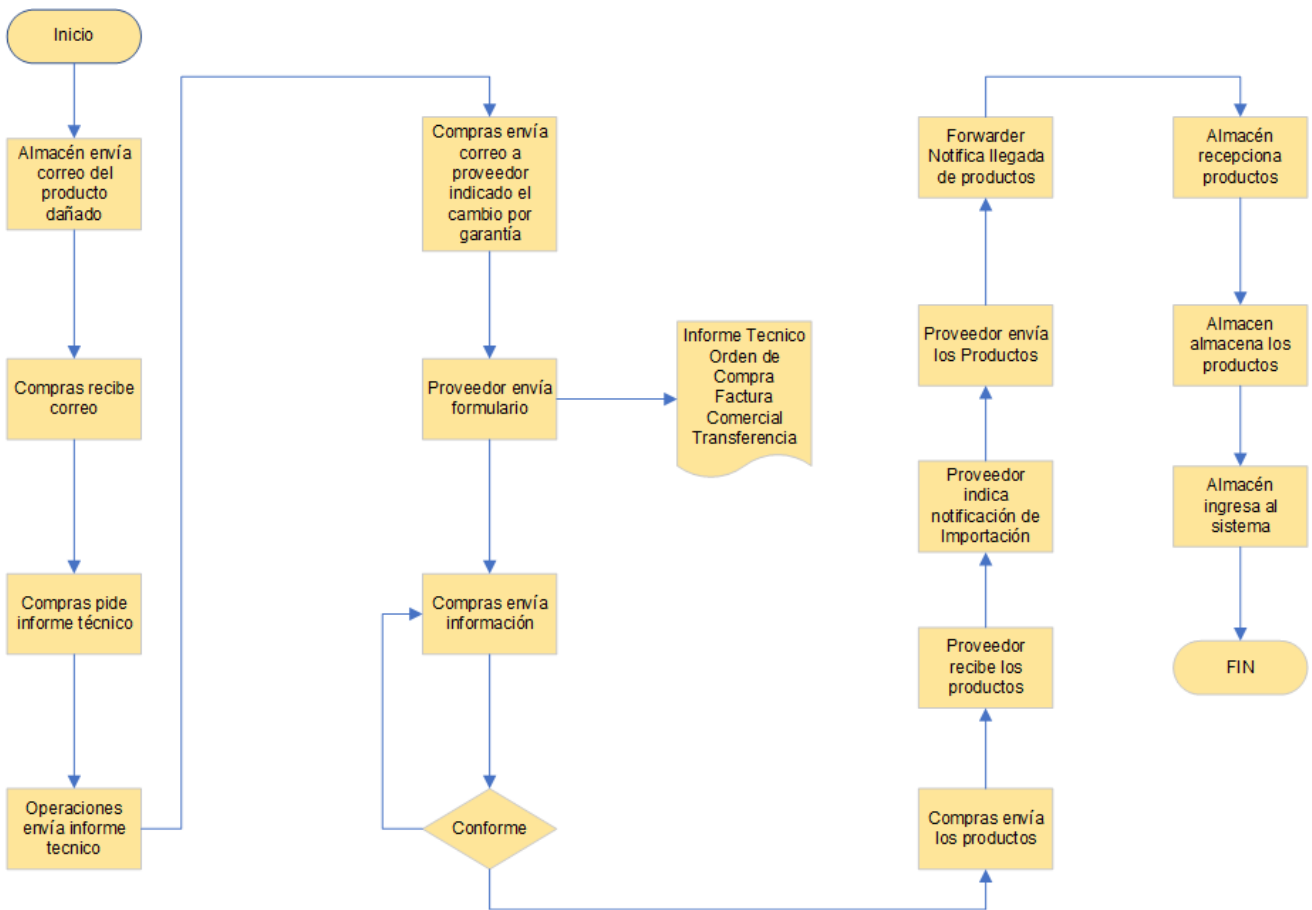 Inicio
Almacén envía
correo del
producto
dañado
Compras recibe
correo
Compras pide
informe técnico
Operaciones
envía informe
tecnico
Compras envía
correo a
proveedor
indicado el
cambio por
garantía
Proveedor envía
formulario
Informe Tecnico
Orden de
Compra
Factura
Comercial
Transferencia
Compras envía
información
Conforme
Compras envía
los productos
Proveedor
recibe los
productos
Proveedor
indica
notificación de
Importación
Proveedor envía
los Productos
Forwarder
Notifica llegada
de productos
Almacén
recepciona
productos
Almacen
almacena los
productos
Almacén
ingresa al
sistema
FIN